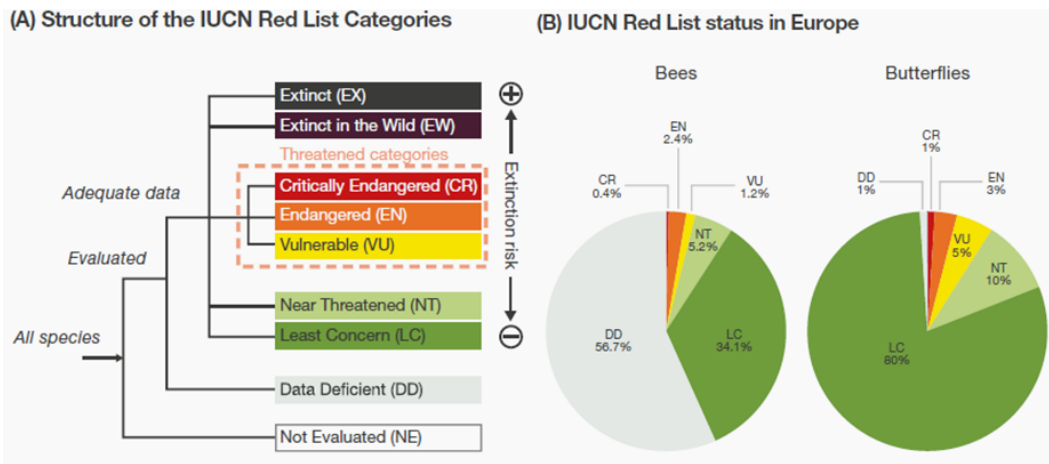 (A) Structure of the IUCN Red List Categories
Extinct (EX)
Extinct in the Wild (EW)
Threatened categories
Critically Endangered (CR)
Endangered (EN)
Vulnerable (VU)
Near Threatened (NT)
Least Concern (LC)
Data Deficient (DD)
Not Evaluated (NE)
Adequate data
Evaluated
All species
Extinction risk
(B) IUCN Red List status in Europe
Bees
CR
0.4%
EN
2.4%
VU
1.2%
NT
5.2%
LC
34.1%
DD
56.7%
Butterflies
DD
1%
CR
1%
EN
3%
VU
5%
NT
10%
LC
80%